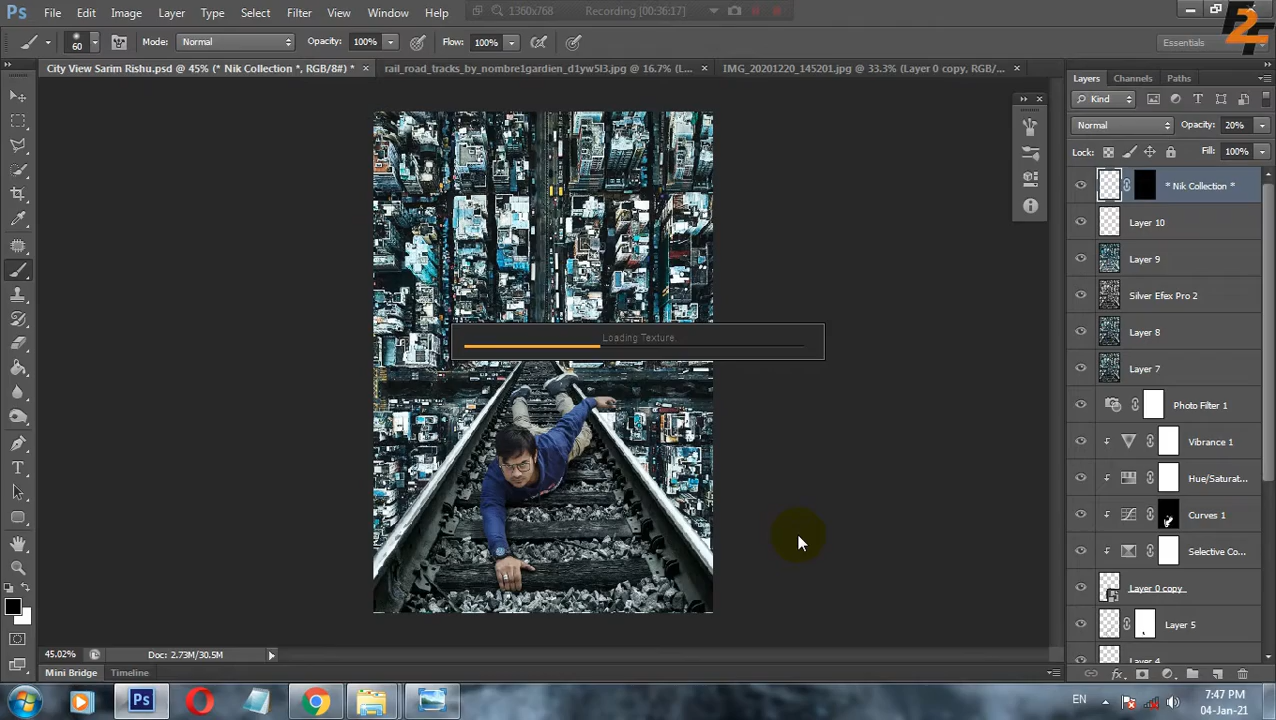 Ps File Edit Image Layer Type Select Filter 3D View Window Help
1360x768 Recording [00:36:17]
60 Mode: Normal Opacity: 100% Flow: 100% Essentials
City View Sarim Rishu.psd @ 45% (* Nik Collection *, RGB/8#) * × rail_road_tracks_by_nombre1gardien_d1yw5l3.jpg @ 16.7% (L... × IMG_20201220_145201.jpg @ 33.3% (Layer 0 copy, RGB/... ×
Layers Channels Paths
Kind
Normal Opacity: 20%
Lock: Fill: 100%
* Nik Collection *
Layer 10
Layer 9
Silver Efex Pro 2
Layer 8
Layer 7
Photo Filter 1
Vibrance 1
Hue/Saturat...
Curves 1
Selective Co...
Layer 0 copy
Layer 5
Layer 4
Loading Texture.
T
45.02% Doc: 2.73M/30.5M
Mini Bridge Timeline
Ps EN 7:47 PM
04-Jan-21